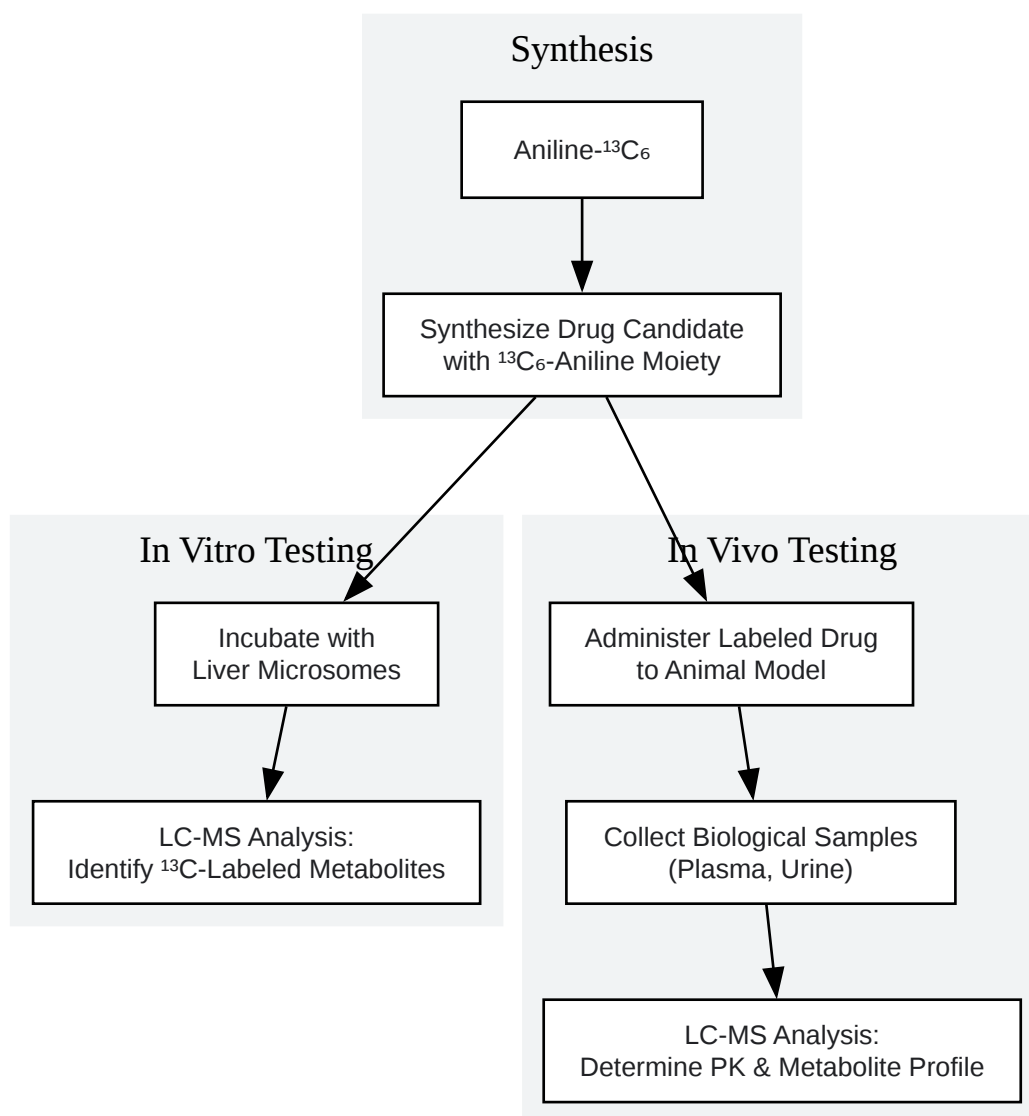 Synthesis
Aniline-¹³C₆
Synthesize Drug Candidate
with ¹³C₆-Aniline Moiety
In Vitro Testing
Incubate with
Liver Microsomes
LC-MS Analysis:
Identify ¹³C-Labeled Metabolites
In Vivo Testing
Administer Labeled Drug
to Animal Model
Collect Biological Samples
(Plasma, Urine)
LC-MS Analysis:
Determine PK & Metabolite Profile